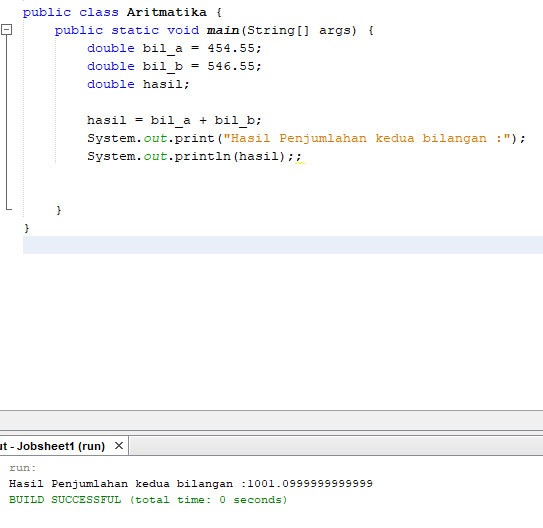 public class Aritmatika {
public static void main(String[] args) {
double bil_a = 454.55;
double bil_b = 546.55;
double hasil;
hasil = bil_a + bil_b;
System.out.print("Hasil Penjumlahan kedua bilangan :");
System.out.println(hasil);;
}
}
ut - Jobsheet1 (run) ×
run:
Hasil Penjumlahan kedua bilangan :1001.0999999999999
BUILD SUCCESSFUL (total time: 0 seconds)